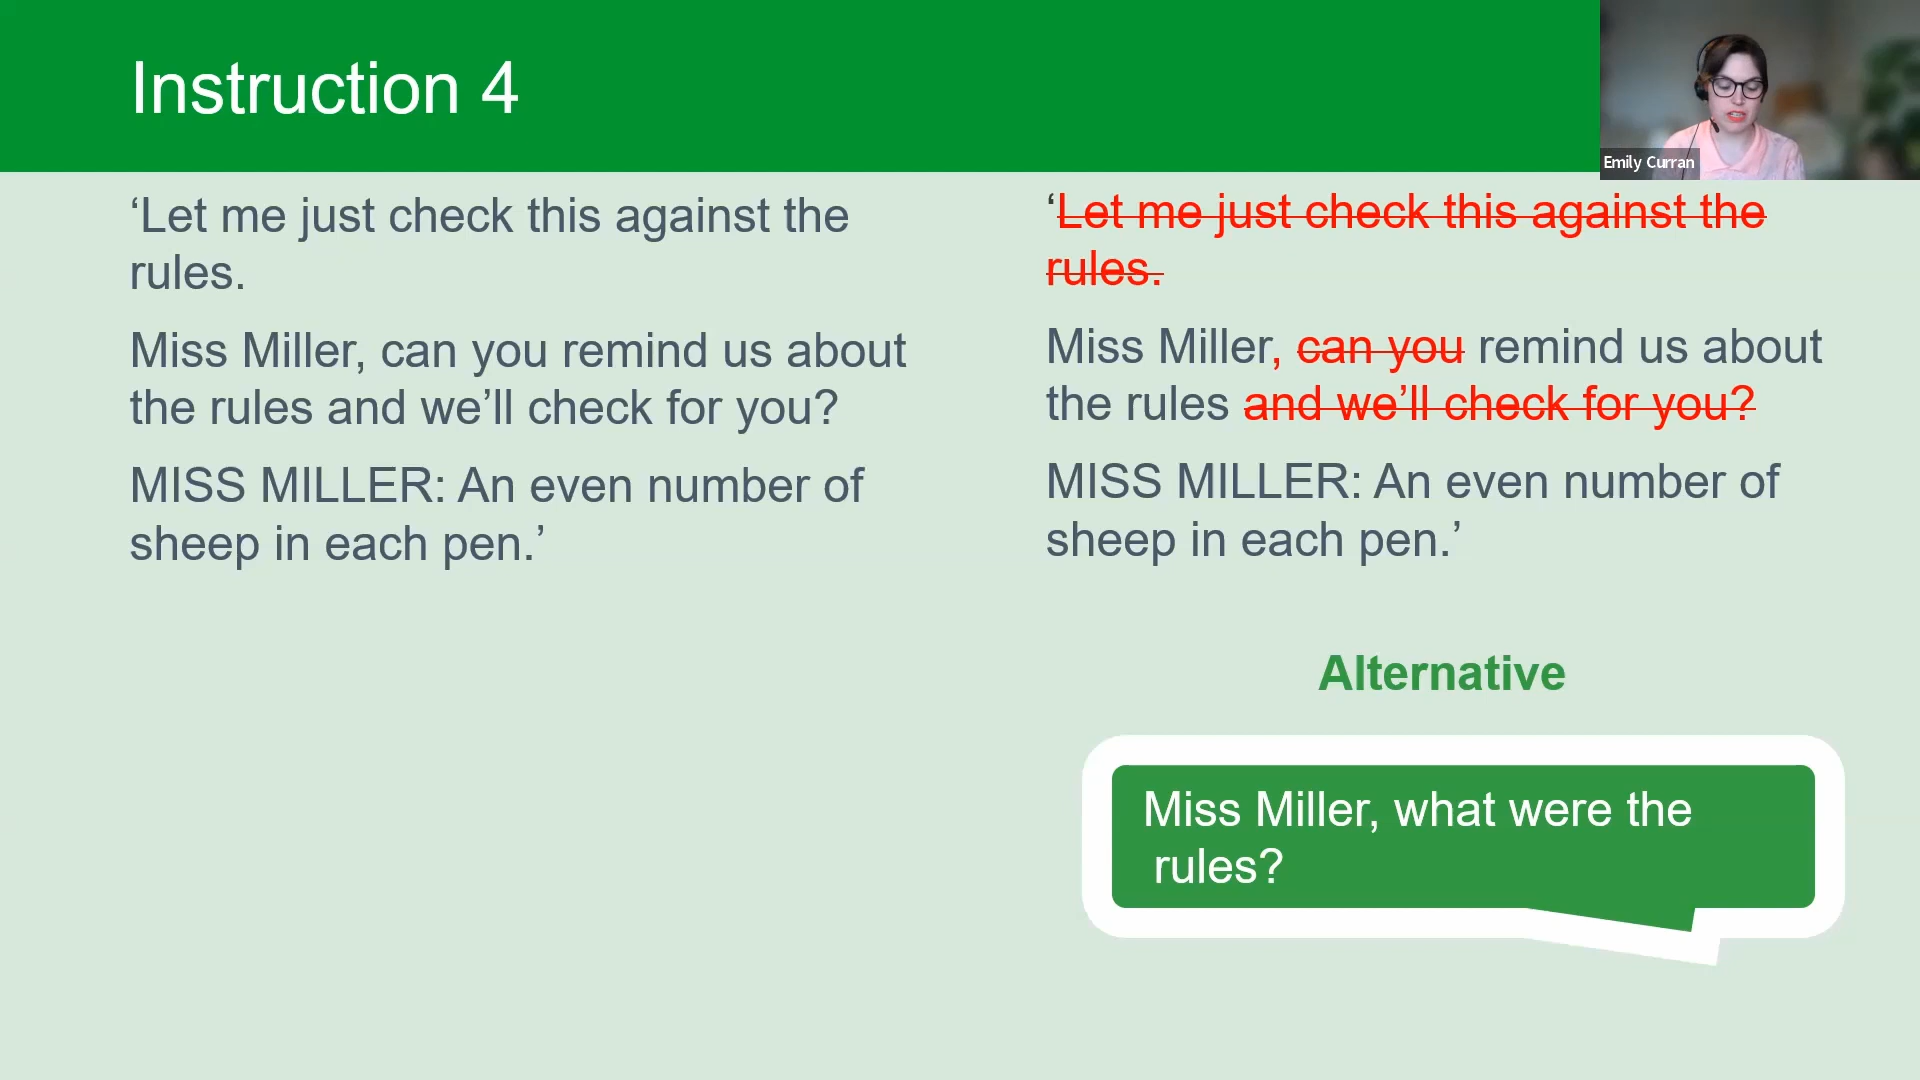 Instruction 4
Emily Curran
‘Let me just check this against the
rules.
Miss Miller, can you remind us about
the rules and we’ll check for you?
MISS MILLER: An even number of
sheep in each pen.’
‘Let me just check this against the
rules.
Miss Miller, can you remind us about
the rules and we’ll check for you?
MISS MILLER: An even number of
sheep in each pen.’
Alternative
Miss Miller, what were the
rules?